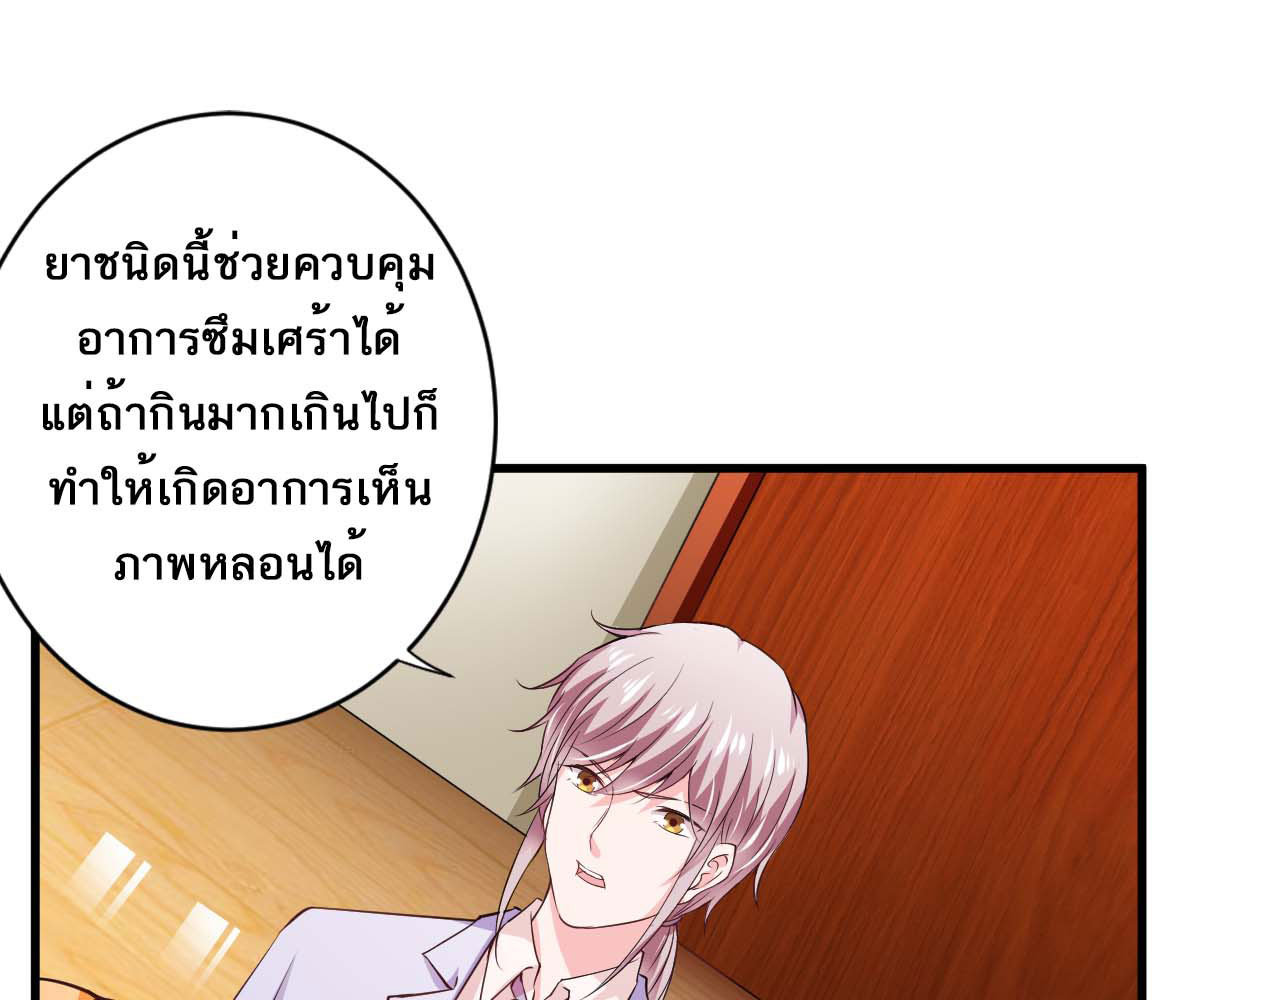 ยาชนิดนี้ช่วยควบคุม
อาการซึมเศร้าได้
แต่ถ้ากินมากเกินไปก็
ทำให้เกิดอาการเห็น
ภาพหลอนได้